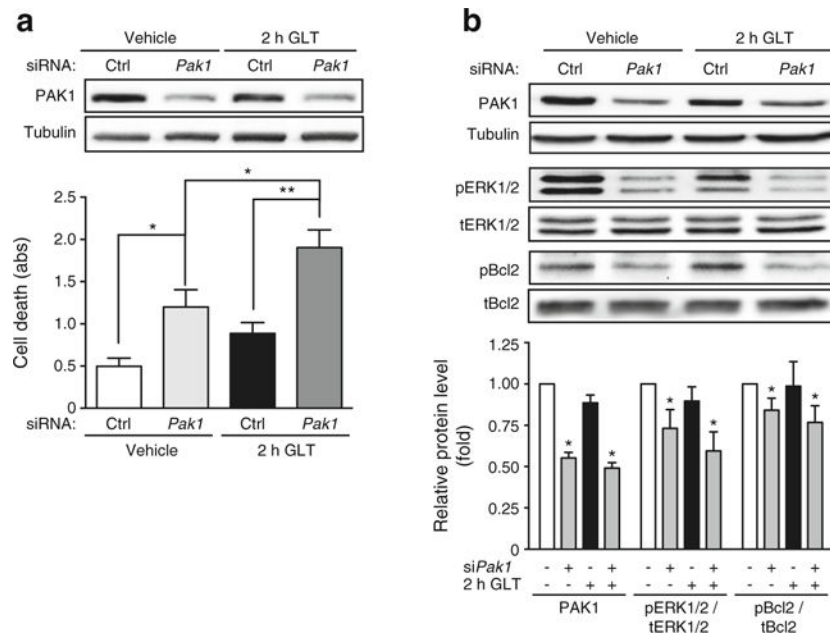 a
Vehicle 2 h GLT
siRNA: Ctrl Pak1 Ctrl Pak1
PAK1
Tubulin
* * **
Cell death (abs)
2.5
2.0
1.5
1.0
0.5
0
siRNA: Ctrl Pak1 Ctrl Pak1
Vehicle 2 h GLT
b
Vehicle 2 h GLT
siRNA: Ctrl Pak1 Ctrl Pak1
PAK1
Tubulin
pERK1/2
tERK1/2
pBcl2
tBcl2
Relative protein level
(fold)
1.25
1.00
0.75
0.50
0.25
0
* * * * * *
siPak1 - + - + - + - + - + - +
2 h GLT - - + + - - + + - - + +
PAK1 pERK1/2 / pBcl2 /
tERK1/2 tBcl2